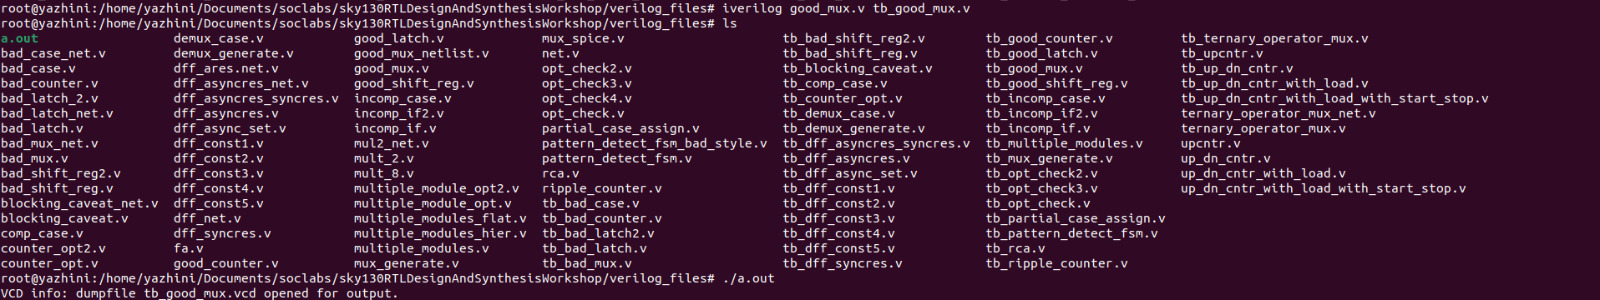 root@yazhini:/home/yazhini/Documents/soclabs/sky130RTLDesignAndSynthesisWorkshop/verilog_files# iverilog good_mux.v tb_good_mux.v
root@yazhini:/home/yazhini/Documents/soclabs/sky130RTLDesignAndSynthesisWorkshop/verilog_files# ls
a.out demux_case.v good_latch.v mux_spice.v tb_bad_shift_reg2.v tb_good_counter.v tb_ternary_operator_mux.v
bad_case_net.v demux_generate.v good_mux_netlist.v net.v tb_bad_shift_reg.v tb_good_latch.v tb_upcntr.v
bad_case.v dff_ares.net.v good_mux.v opt_check2.v tb_blocking_caveat.v tb_good_mux.v tb_up_dn_cntr.v
bad_counter.v dff_asyncres_net.v good_shift_reg.v opt_check3.v tb_comp_case.v tb_good_shift_reg.v tb_up_dn_cntr_with_load.v
bad_latch_2.v dff_asyncres_syncres.v incomp_case.v opt_check4.v tb_counter_opt.v tb_incomp_case.v tb_up_dn_cntr_with_load_with_start_stop.v
bad_latch_net.v dff_asyncres.v incomp_if2.v opt_check.v tb_demux_case.v tb_incomp_if2.v ternary_operator_mux_net.v
bad_latch.v dff_async_set.v incomp_if.v partial_case_assign.v tb_demux_generate.v tb_incomp_if.v ternary_operator_mux.v
bad_mux_net.v dff_const1.v mul2_net.v pattern_detect_fsm_bad_style.v tb_dff_asyncres_syncres.v tb_multiple_modules.v upcntr.v
bad_mux.v dff_const2.v mult_2.v pattern_detect_fsm.v tb_dff_asyncres.v tb_mux_generate.v up_dn_cntr.v
bad_shift_reg2.v dff_const3.v mult_8.v rca.v tb_dff_async_set.v tb_opt_check2.v up_dn_cntr_with_load.v
bad_shift_reg.v dff_const4.v multiple_module_opt2.v ripple_counter.v tb_dff_const1.v tb_opt_check3.v up_dn_cntr_with_load_with_start_stop.v
blocking_caveat_net.v dff_const5.v multiple_module_opt.v tb_bad_case.v tb_dff_const2.v tb_opt_check.v
blocking_caveat.v dff_net.v multiple_modules_flat.v tb_bad_counter.v tb_dff_const3.v tb_partial_case_assign.v
comp_case.v dff_syncres.v multiple_modules_hier.v tb_bad_latch2.v tb_dff_const4.v tb_pattern_detect_fsm.v
counter_opt2.v fa.v multiple_modules.v tb_bad_latch.v tb_dff_const5.v tb_rca.v
counter_opt.v good_counter.v mux_generate.v tb_bad_mux.v tb_dff_syncres.v tb_ripple_counter.v
root@yazhini:/home/yazhini/Documents/soclabs/sky130RTLDesignAndSynthesisWorkshop/verilog_files# ./a.out
VCD info: dumpfile tb_good_mux.vcd opened for output.